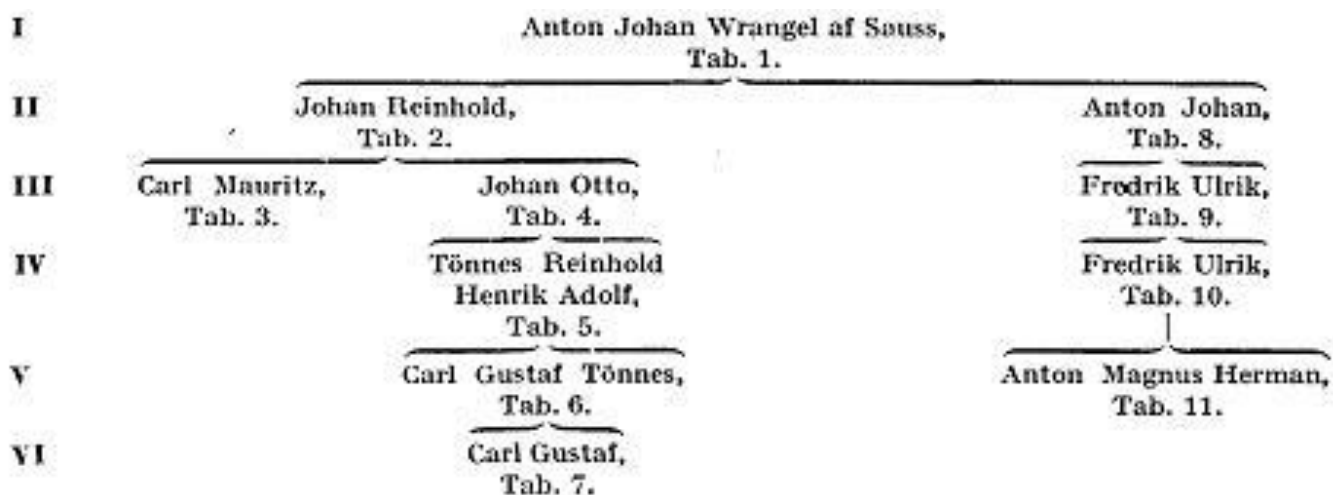 I Anton Johan Wrangel af Sauss,
Tab. 1.
II Johan Reinhold, Anton Johan,
Tab. 2. Tab. 8.
III Carl Mauritz, Johan Otto, Fredrik Ulrik,
Tab. 3. Tab. 4. Tab. 9.
IV Tönnes Reinhold Fredrik Ulrik,
Henrik Adolf, Tab. 10.
Tab. 5.
V Carl Gustaf Tönnes, Anton Magnus Herman,
Tab. 6. Tab. 11.
VI Carl Gustaf,
Tab. 7.